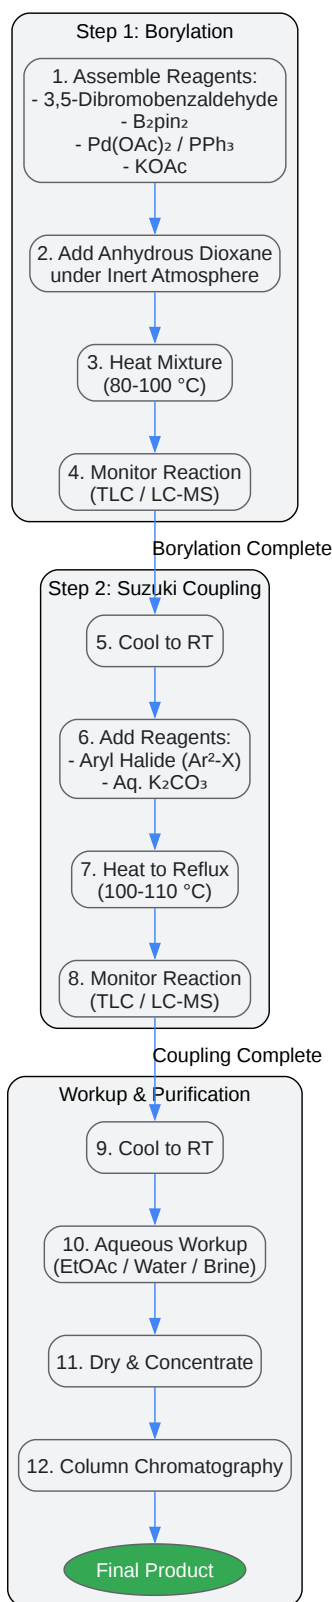 Step 1: Borylation
1. Assemble Reagents:
- 3,5-Dibromobenzaldehyde
- B₂pin₂
- Pd(OAc)₂ / PPh₃
- KOAc
2. Add Anhydrous Dioxane
under Inert Atmosphere
3. Heat Mixture
(80-100 °C)
4. Monitor Reaction
(TLC / LC-MS)
Borylation Complete
Step 2: Suzuki Coupling
5. Cool to RT
6. Add Reagents:
- Aryl Halide (Ar²-X)
- Aq. K₂CO₃
7. Heat to Reflux
(100-110 °C)
8. Monitor Reaction
(TLC / LC-MS)
Coupling Complete
Workup & Purification
9. Cool to RT
10. Aqueous Workup
(EtOAc / Water / Brine)
11. Dry & Concentrate
12. Column Chromatography
Final Product